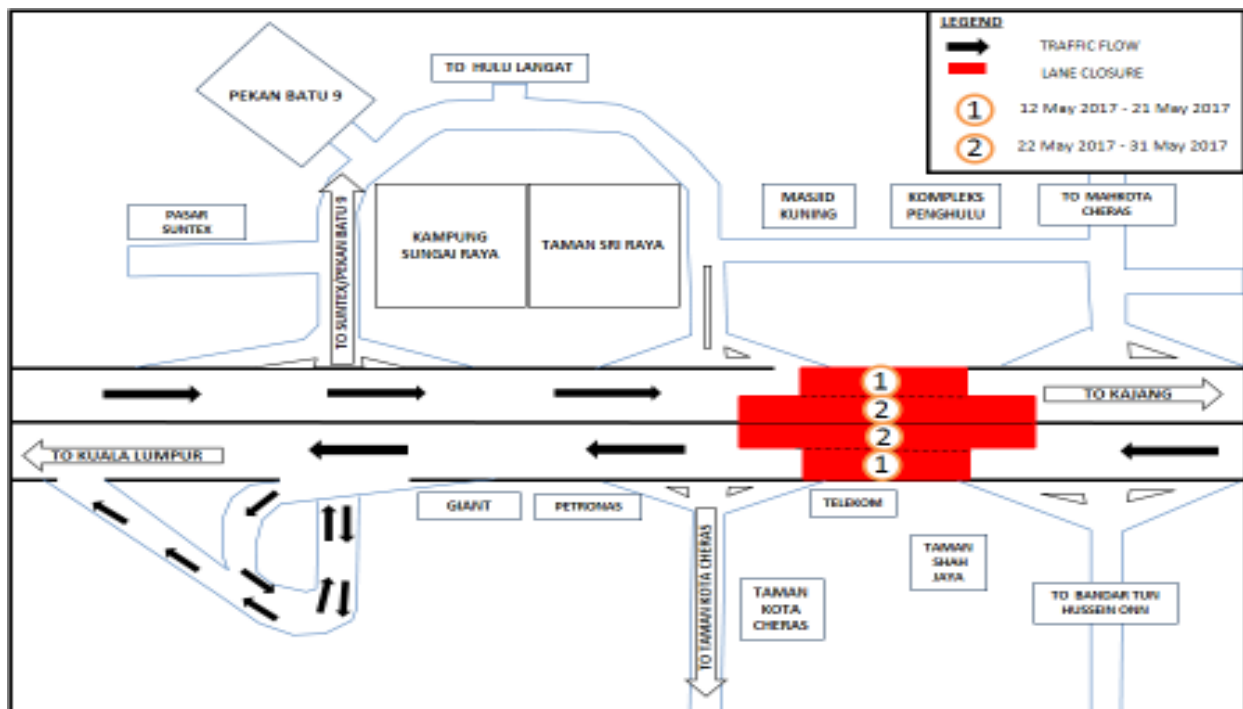 LEGEND
TRAFFIC FLOW
LANE CLOSURE
1 12 May 2017 - 21 May 2017
2 22 May 2017 - 31 May 2017
TO HULU LANGAT
PEKAN BATU 9
PASAR
SUNTEX
TO SUNTEX/PEKAN BATU 9
KAMPUNG
SUNGAI RAYA
TAMAN SRI RAYA
MASJID
KUNING
KOMPLEKS
PENGHULU
TO MAHKOTA
CHERAS
1
2
2
1
TO KAJANG
TO KUALA LUMPUR
GIANT
PETRONAS
TELEKOM
TO TAMAN KOTA CHERAS
TAMAN
KOTA
CHERAS
TAMAN
SHAH
JAYA
TO BANDAR TUN
HUSSEIN ONN